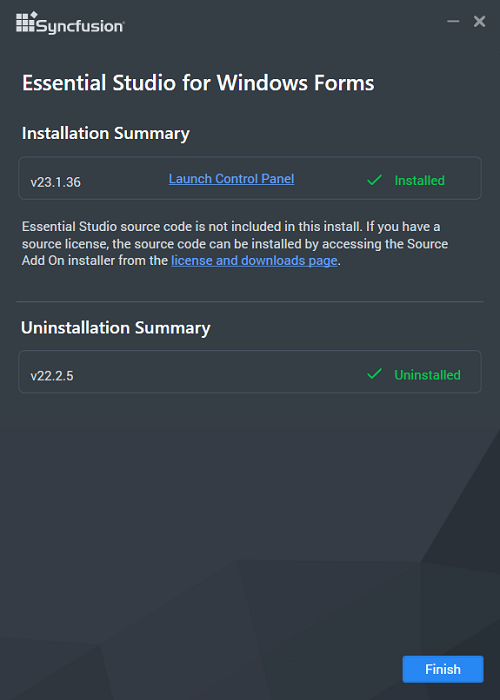 Syncfusion®
Essential Studio for Windows Forms
Installation Summary
v23.1.36 Launch Control Panel Installed
Essential Studio source code is not included in this install. If you have a
source license, the source code can be installed by accessing the Source
Add On installer from the license and downloads page.
Uninstallation Summary
v22.2.5 Uninstalled
Finish